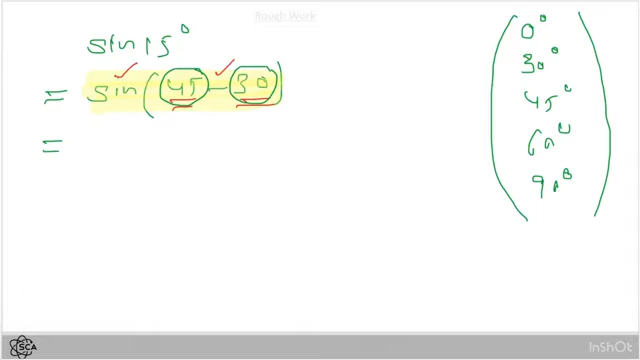 Rough Work
sin 15°
= sin(45-30)
=
0°
30°
45°
60°
90°
SCA
InShOt